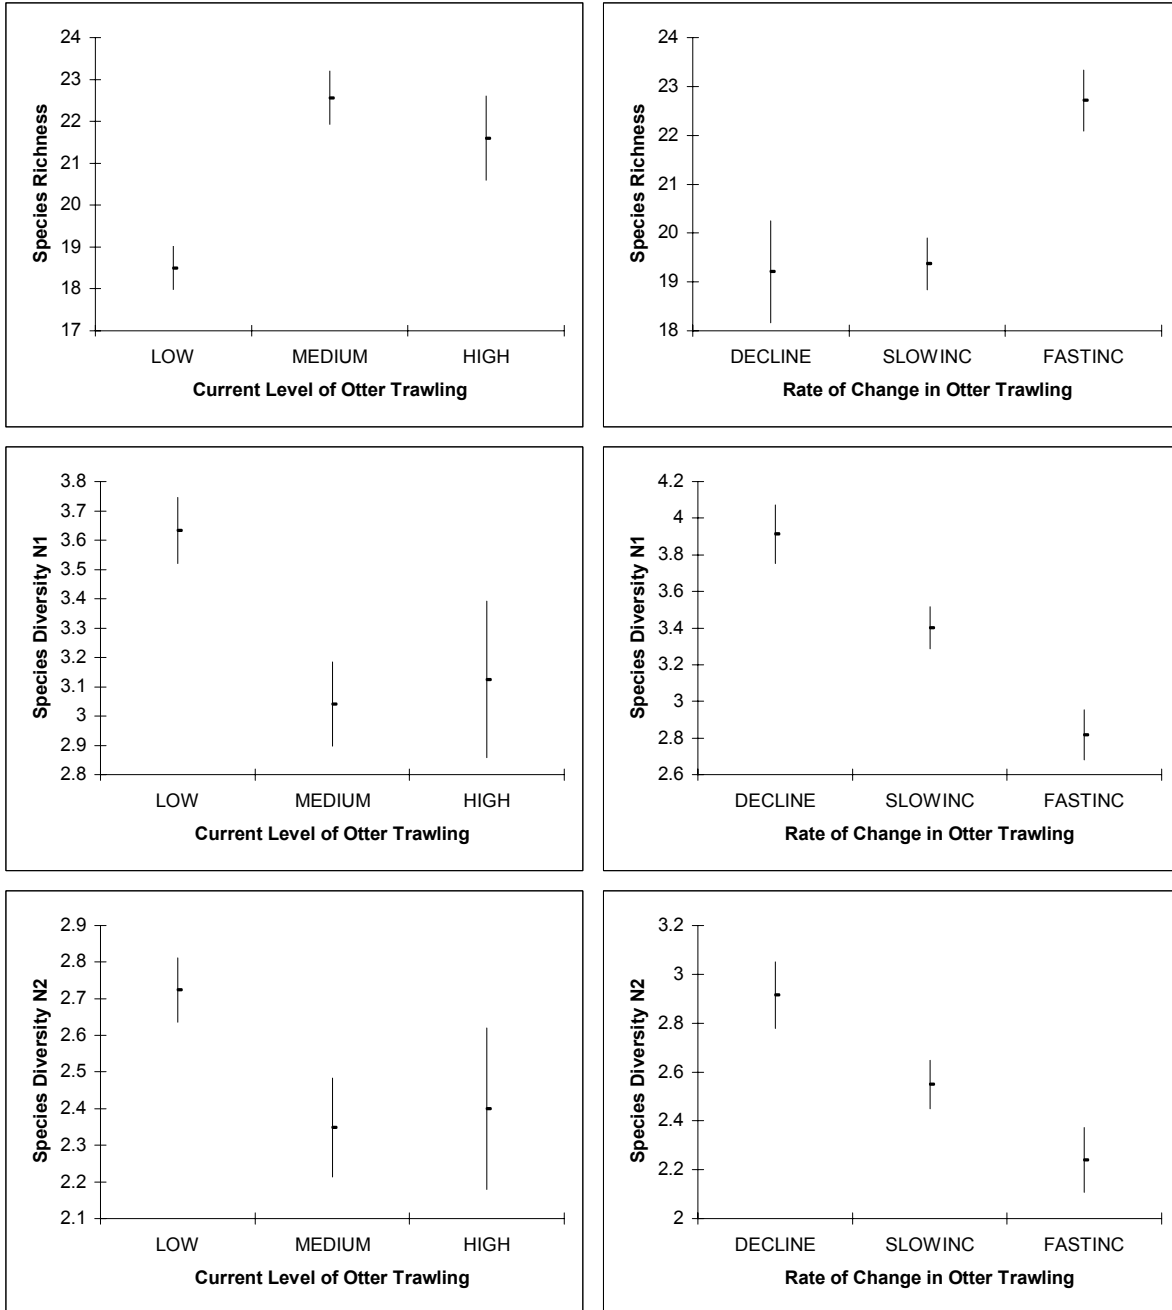 Species Richness
24
23
22
21
20
19
18
17
LOW MEDIUM HIGH
Current Level of Otter Trawling
Species Richness
24
23
22
21
20
19
18
DECLINE SLOWINC FASTINC
Rate of Change in Otter Trawling
Species Diversity N1
3.8
3.7
3.6
3.5
3.4
3.3
3.2
3.1
3
2.9
2.8
LOW MEDIUM HIGH
Current Level of Otter Trawling
Species Diversity N1
4.2
4
3.8
3.6
3.4
3.2
3
2.8
2.6
DECLINE SLOWINC FASTINC
Rate of Change in Otter Trawling
Species Diversity N2
2.9
2.8
2.7
2.6
2.5
2.4
2.3
2.2
2.1
LOW MEDIUM HIGH
Current Level of Otter Trawling
Species Diversity N2
3.2
3
2.8
2.6
2.4
2.2
2
DECLINE SLOWINC FASTINC
Rate of Change in Otter Trawling